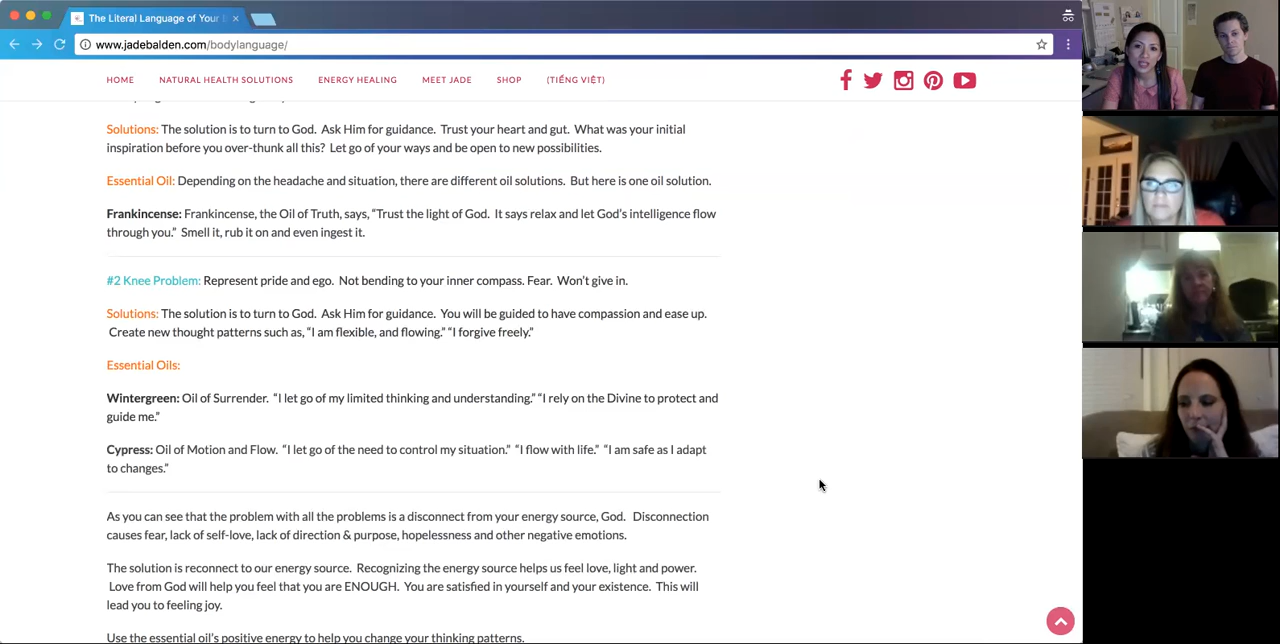 The Literal Language of Your
www.jadebalden.com/bodylanguage/
HOME NATURAL HEALTH SOLUTIONS ENERGY HEALING MEET JADE SHOP (TIẾNG VIỆT)
Solutions: The solution is to turn to God. Ask Him for guidance. Trust your heart and gut. What was your initial
inspiration before you over-thunk all this? Let go of your ways and be open to new possibilities.
Essential Oil: Depending on the headache and situation, there are different oil solutions. But here is one oil solution.
Frankincense: Frankincense, the Oil of Truth, says, “Trust the light of God. It says relax and let God’s intelligence flow
through you.” Smell it, rub it on and even ingest it.
#2 Knee Problem: Represent pride and ego. Not bending to your inner compass. Fear. Won’t give in.
Solutions: The solution is to turn to God. Ask Him for guidance. You will be guided to have compassion and ease up.
Create new thought patterns such as, “I am flexible, and flowing.” “I forgive freely.”
Essential Oils:
Wintergreen: Oil of Surrender. “I let go of my limited thinking and understanding.” “I rely on the Divine to protect and
guide me.”
Cypress: Oil of Motion and Flow. “I let go of the need to control my situation.” “I flow with life.” “I am safe as I adapt
to changes.”
As you can see that the problem with all the problems is a disconnect from your energy source, God. Disconnection
causes fear, lack of self-love, lack of direction & purpose, hopelessness and other negative emotions.
The solution is reconnect to our energy source. Recognizing the energy source helps us feel love, light and power.
Love from God will help you feel that you are ENOUGH. You are satisfied in yourself and your existence. This will
lead you to feeling joy.
Use the essential oil’s positive energy to help you change your thinking patterns.